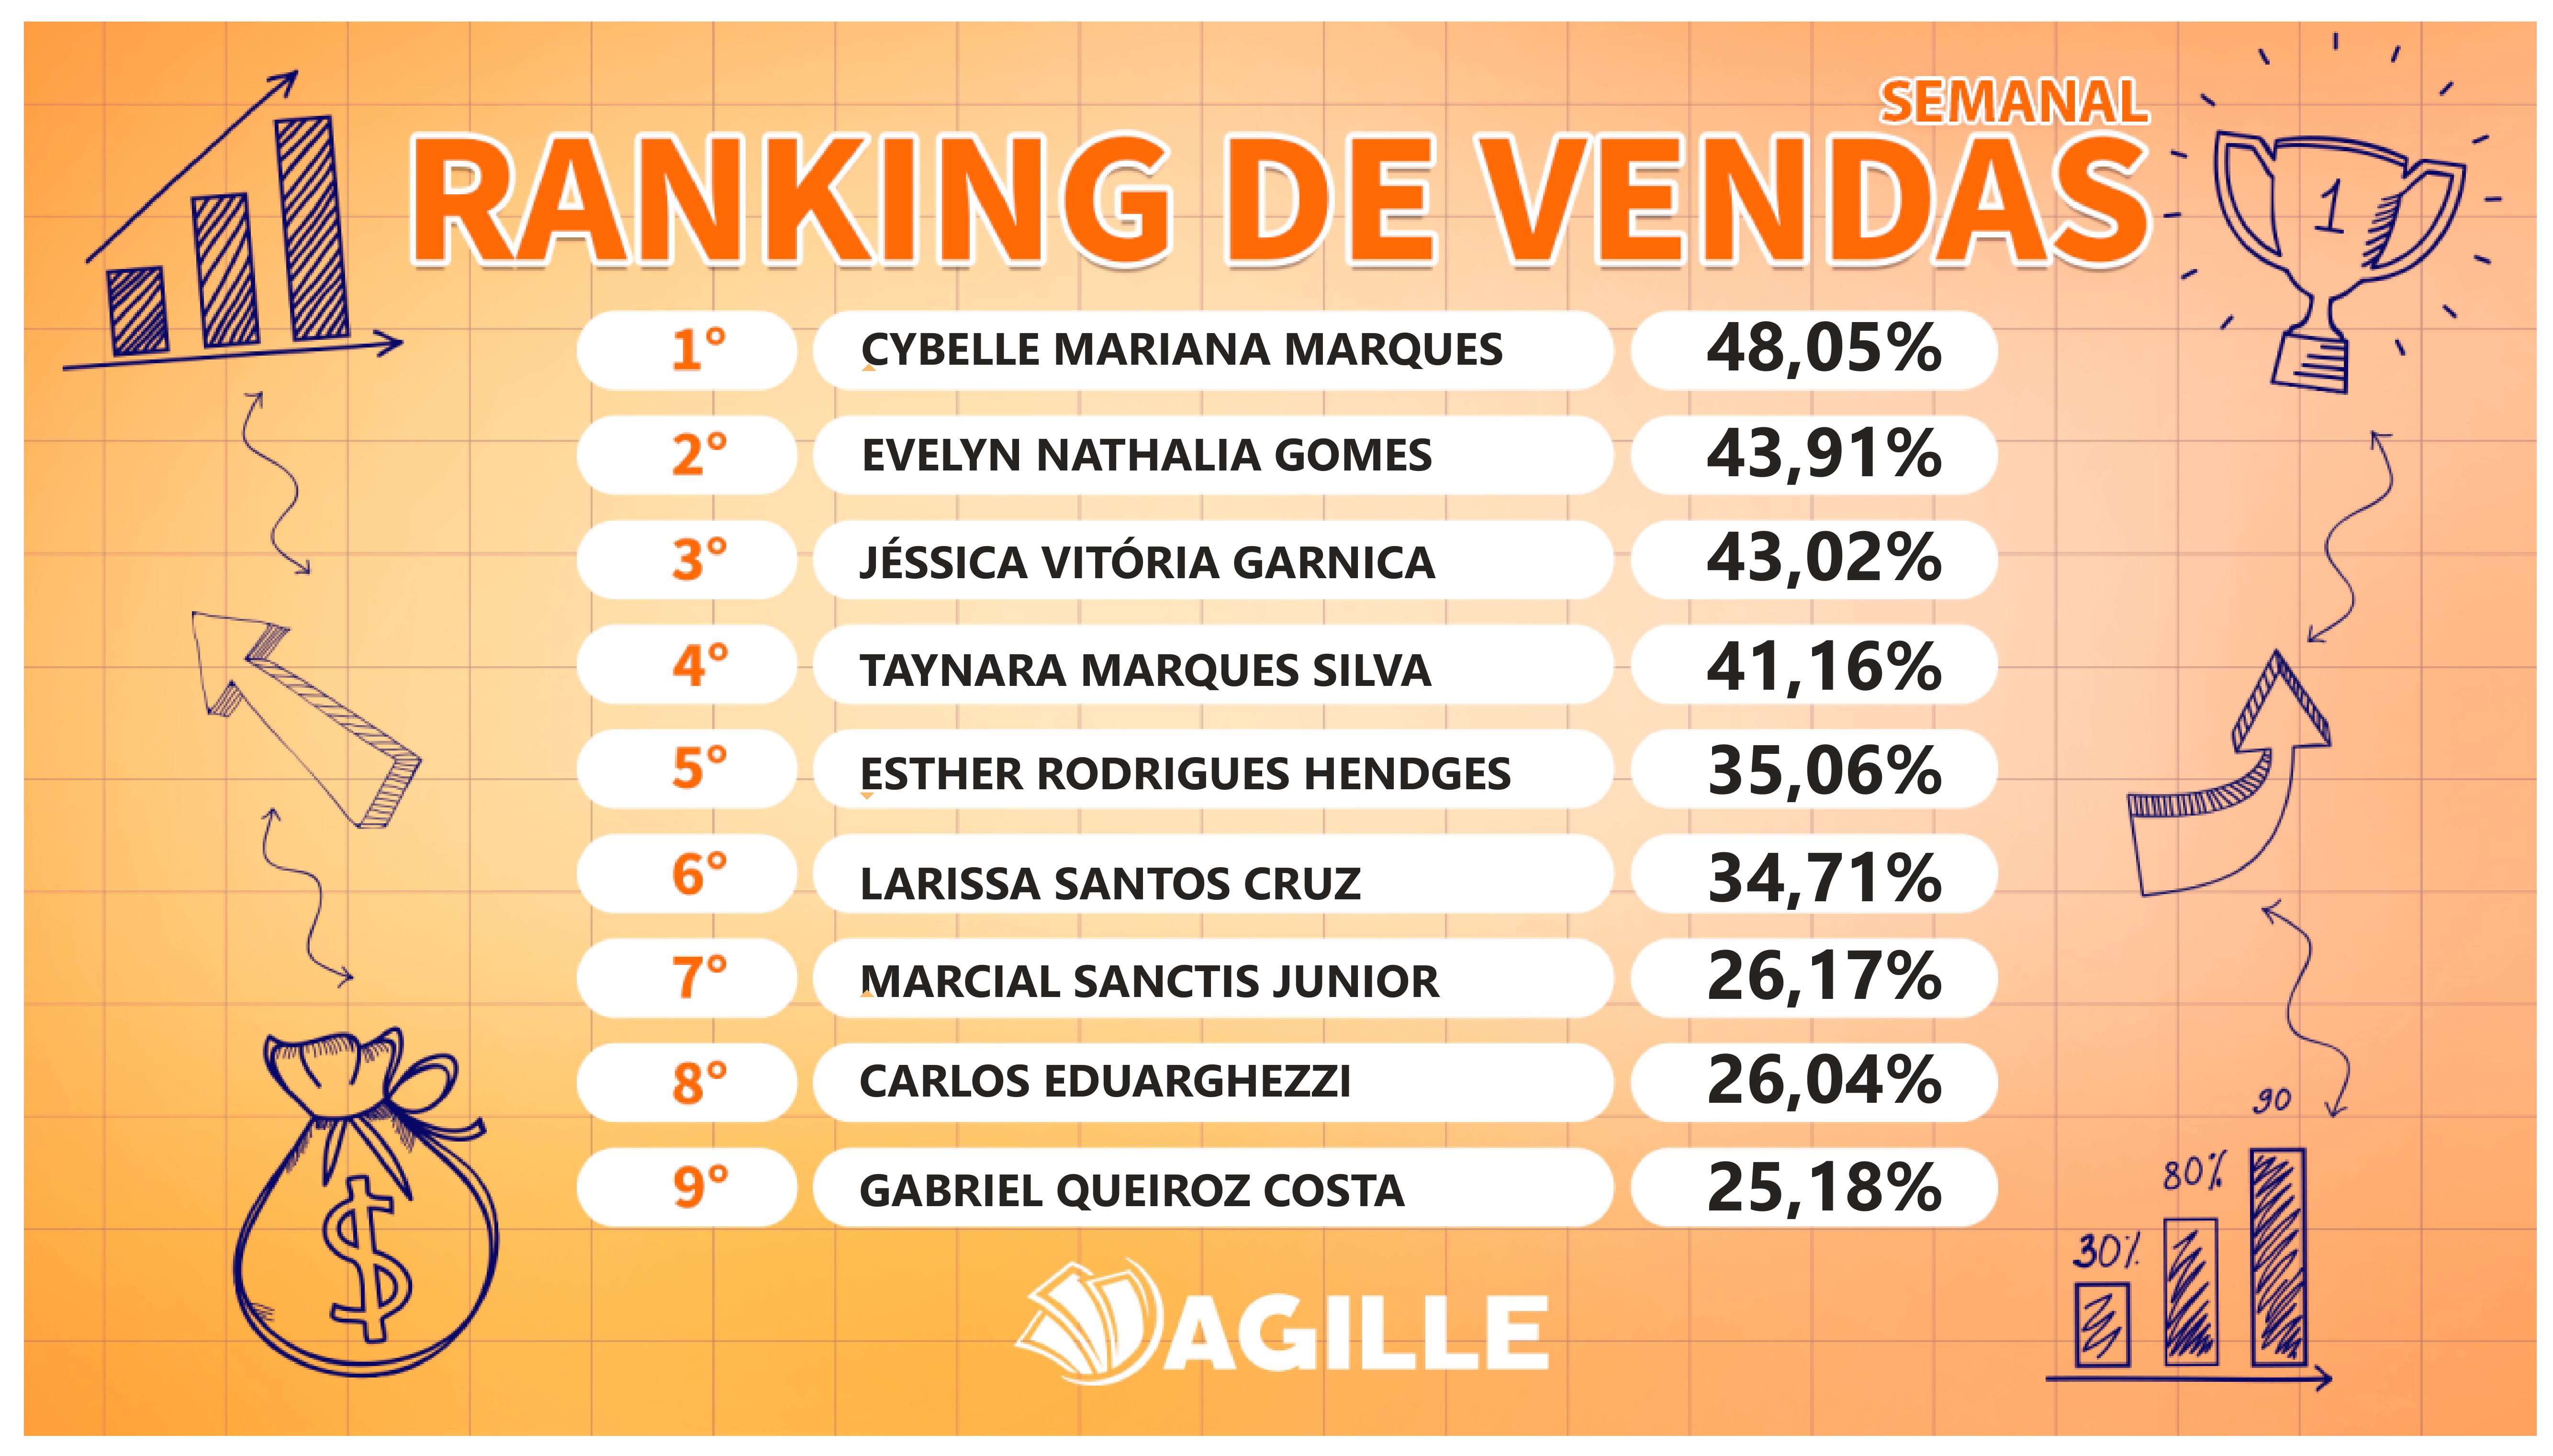 SEMANAL
RANKING DE VENDAS
1
1° CYBELLE MARIANA MARQUES 48,05%
2° EVELYN NATHALIA GOMES 43,91%
3° JÉSSICA VITÓRIA GARNICA 43,02%
4° TAYNARA MARQUES SILVA 41,16%
5° ESTHER RODRIGUES HENDGES 35,06%
6° LARISSA SANTOS CRUZ 34,71%
7° MARCIAL SANCTIS JUNIOR 26,17%
8° CARLOS EDUARGHEZZI 26,04%
9° GABRIEL QUEIROZ COSTA 25,18%
90
80%
30%
$
AGILLE